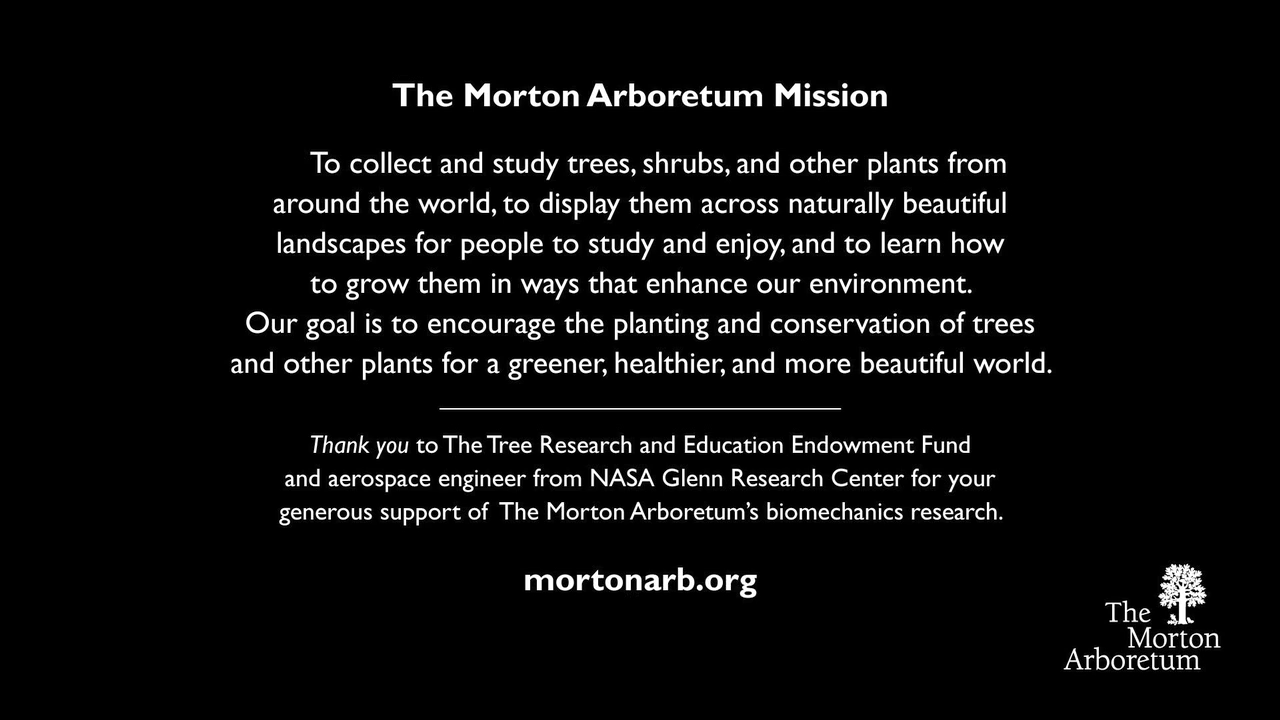 The Morton Arboretum Mission
To collect and study trees, shrubs, and other plants from
around the world, to display them across naturally beautiful
landscapes for people to study and enjoy, and to learn how
to grow them in ways that enhance our environment.
Our goal is to encourage the planting and conservation of trees
and other plants for a greener, healthier, and more beautiful world.
Thank you to The Tree Research and Education Endowment Fund
and aerospace engineer from NASA Glenn Research Center for your
generous support of The Morton Arboretum’s biomechanics research.
mortonarb.org
The
Morton
Arboretum